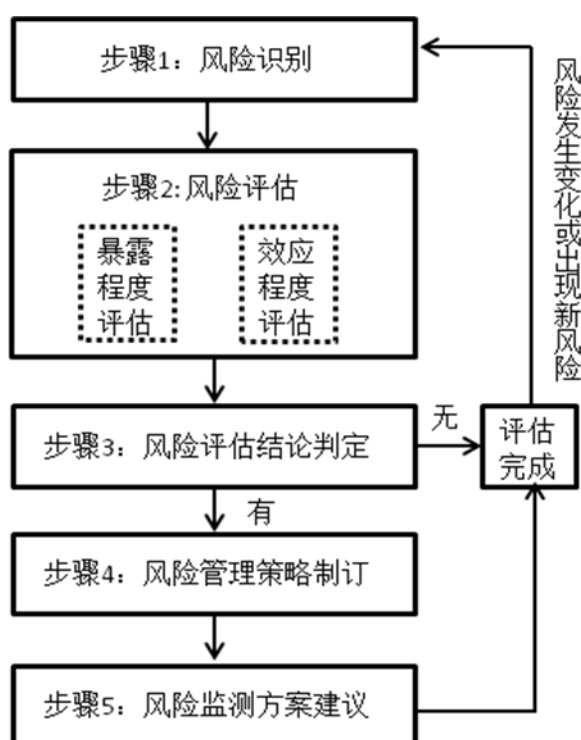 步骤1：风险识别
步骤2:风险评估
暴露
程度
评估
效应
程度
评估
步骤3：风险评估结论判定
无
评估
完成
有
步骤4：风险管理策略制订
步骤5：风险监测方案建议
风险发生变化或出现新风险